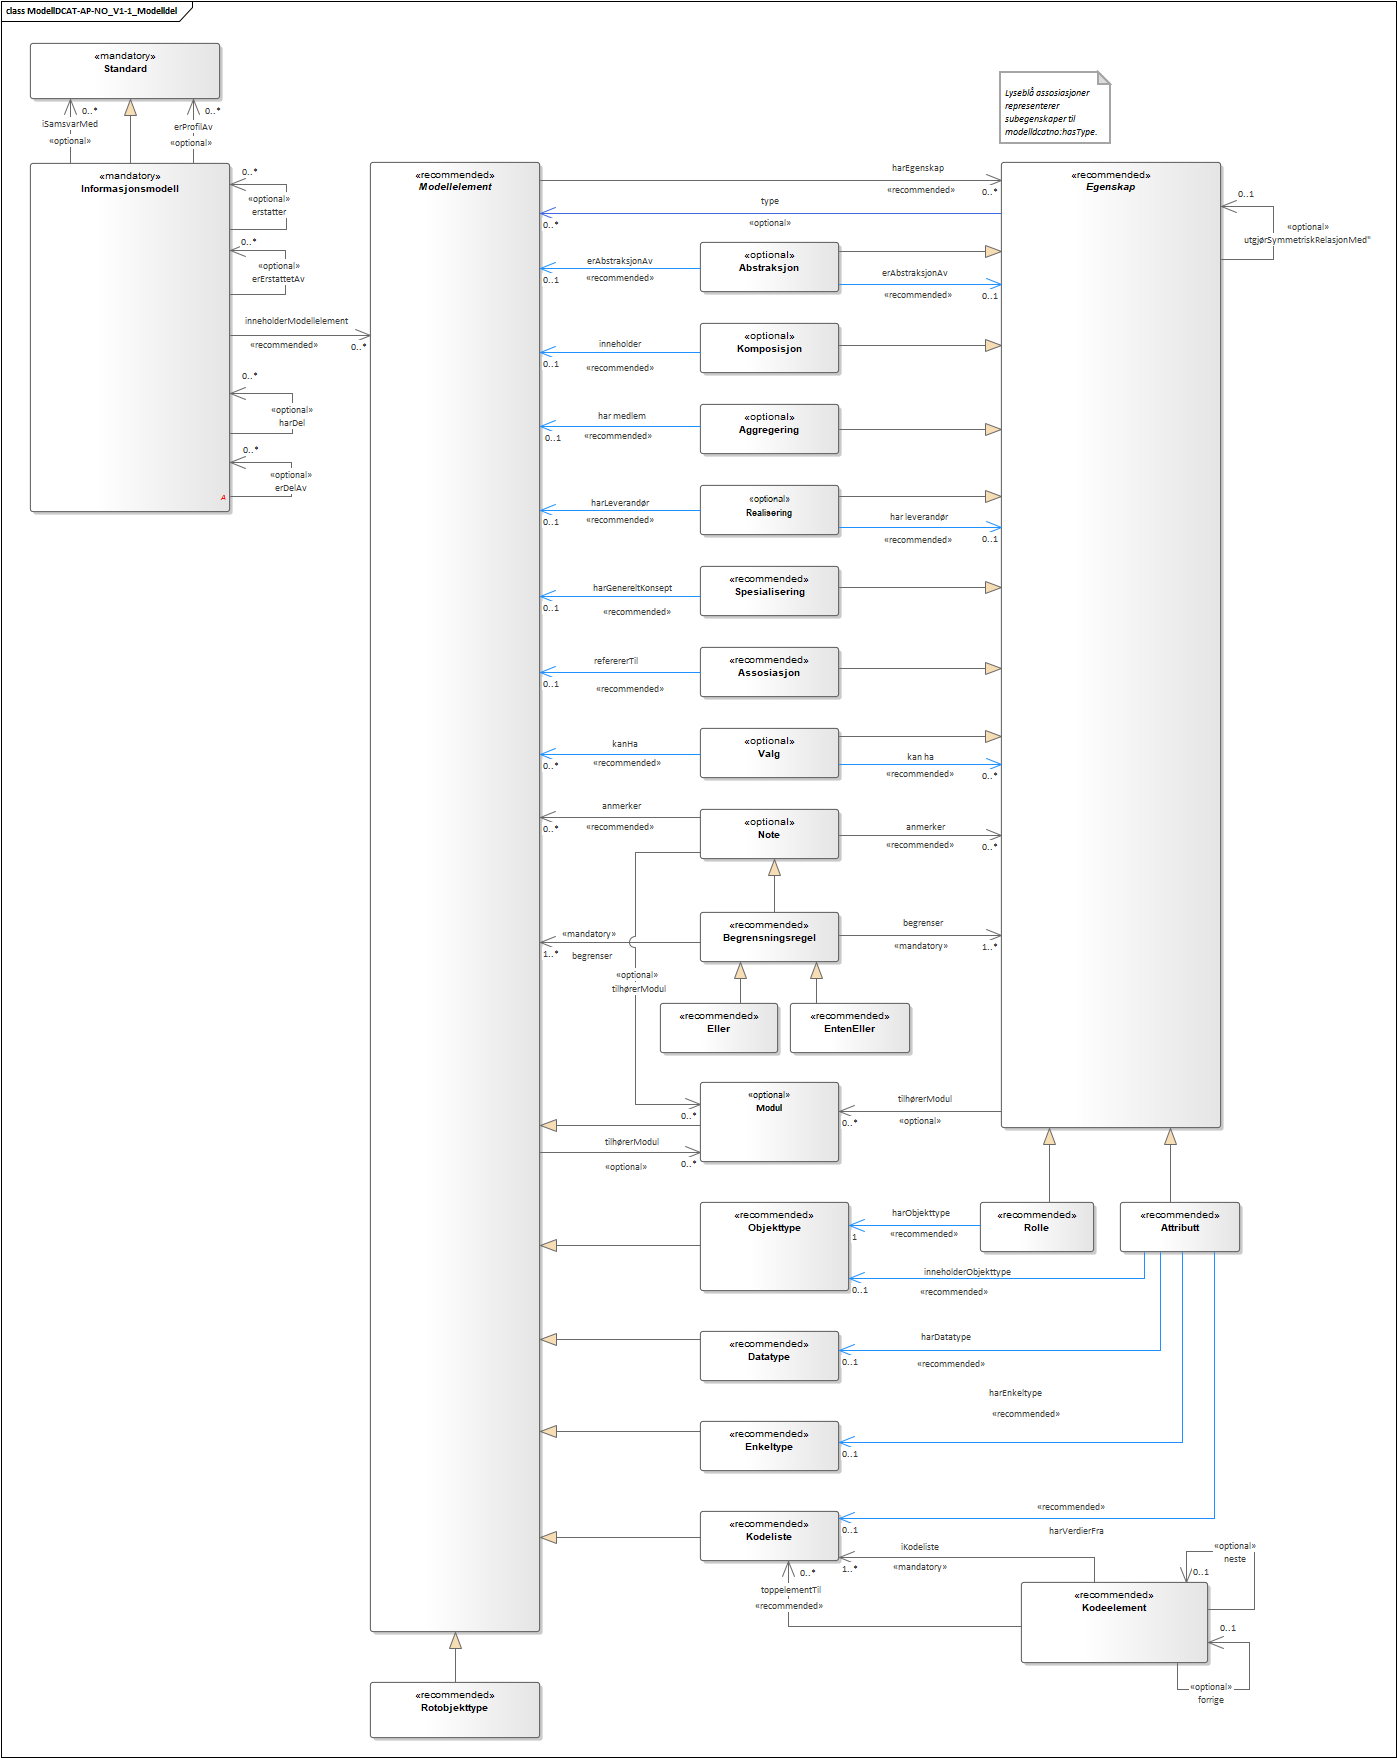 class ModellDCAT-AP-NO_V1-1_Modelldel
«mandatory»
Standard
0..*
iSamsvarMed
«optional»
0..*
erProfilAv
«optional»
Lyseblå assosiasjoner
representerer
subegenskaper til
modelldcatno:hasType.
«mandatory»
Informasjonsmodell
0..*
«optional»
erstatter
0..*
«optional»
erErstattetAv
inneholderModellelement
«recommended»
0..*
0..*
«optional»
harDel
0..*
«optional»
erDelAv
A
«recommended»
Modellelement
«recommended»
Egenskap
harEgenskap
«recommended»
0..*
type
«optional»
0..*
0..1
«optional»
utgjørSymmetriskRelasjonMed"
«optional»
Abstraksjon
erAbstraksjonAv
«recommended»
0..1
erAbstraksjonAv
«recommended»
0..1
«optional»
Komposisjon
inneholder
«recommended»
0..1
«optional»
Aggregering
har medlem
«recommended»
0..1
«optional»
Realisering
harLeverandør
«recommended»
0..1
har leverandør
«recommended»
0..1
«recommended»
Spesialisering
harGenereltKonsept
«recommended»
0..1
«recommended»
Assosiasjon
refererTil
«recommended»
0..1
«optional»
Valg
kanHa
«recommended»
0..*
kan ha
«recommended»
0..*
«optional»
Note
anmerker
«recommended»
0..*
anmerker
«recommended»
0..*
«recommended»
Begrensningsregel
«mandatory»
1..*
begrenser
begrenser
«mandatory»
1..*
«optional»
tilhørerModul
0..*
«recommended»
Eller
«recommended»
EntenEller
«optional»
Modul
tilhørerModul
«optional»
0..*
tilhørerModul
«optional»
0..*
«recommended»
Objekttype
harObjekttype
«recommended»
1
«recommended»
Rolle
«recommended»
Attributt
inneholderObjekttype
«recommended»
0..1
«recommended»
Datatype
harDatatype
«recommended»
0..1
harEnkeltype
«recommended»
«recommended»
Enkeltype
0..1
«recommended»
Kodeliste
«recommended»
harVerdierFra
0..1
iKodeliste
«mandatory»
1..*
0..*
toppelementTil
«recommended»
«recommended»
Kodeelement
«optional»
neste
0..1
0..1
«optional»
forrige
«recommended»
Rotobjekttype